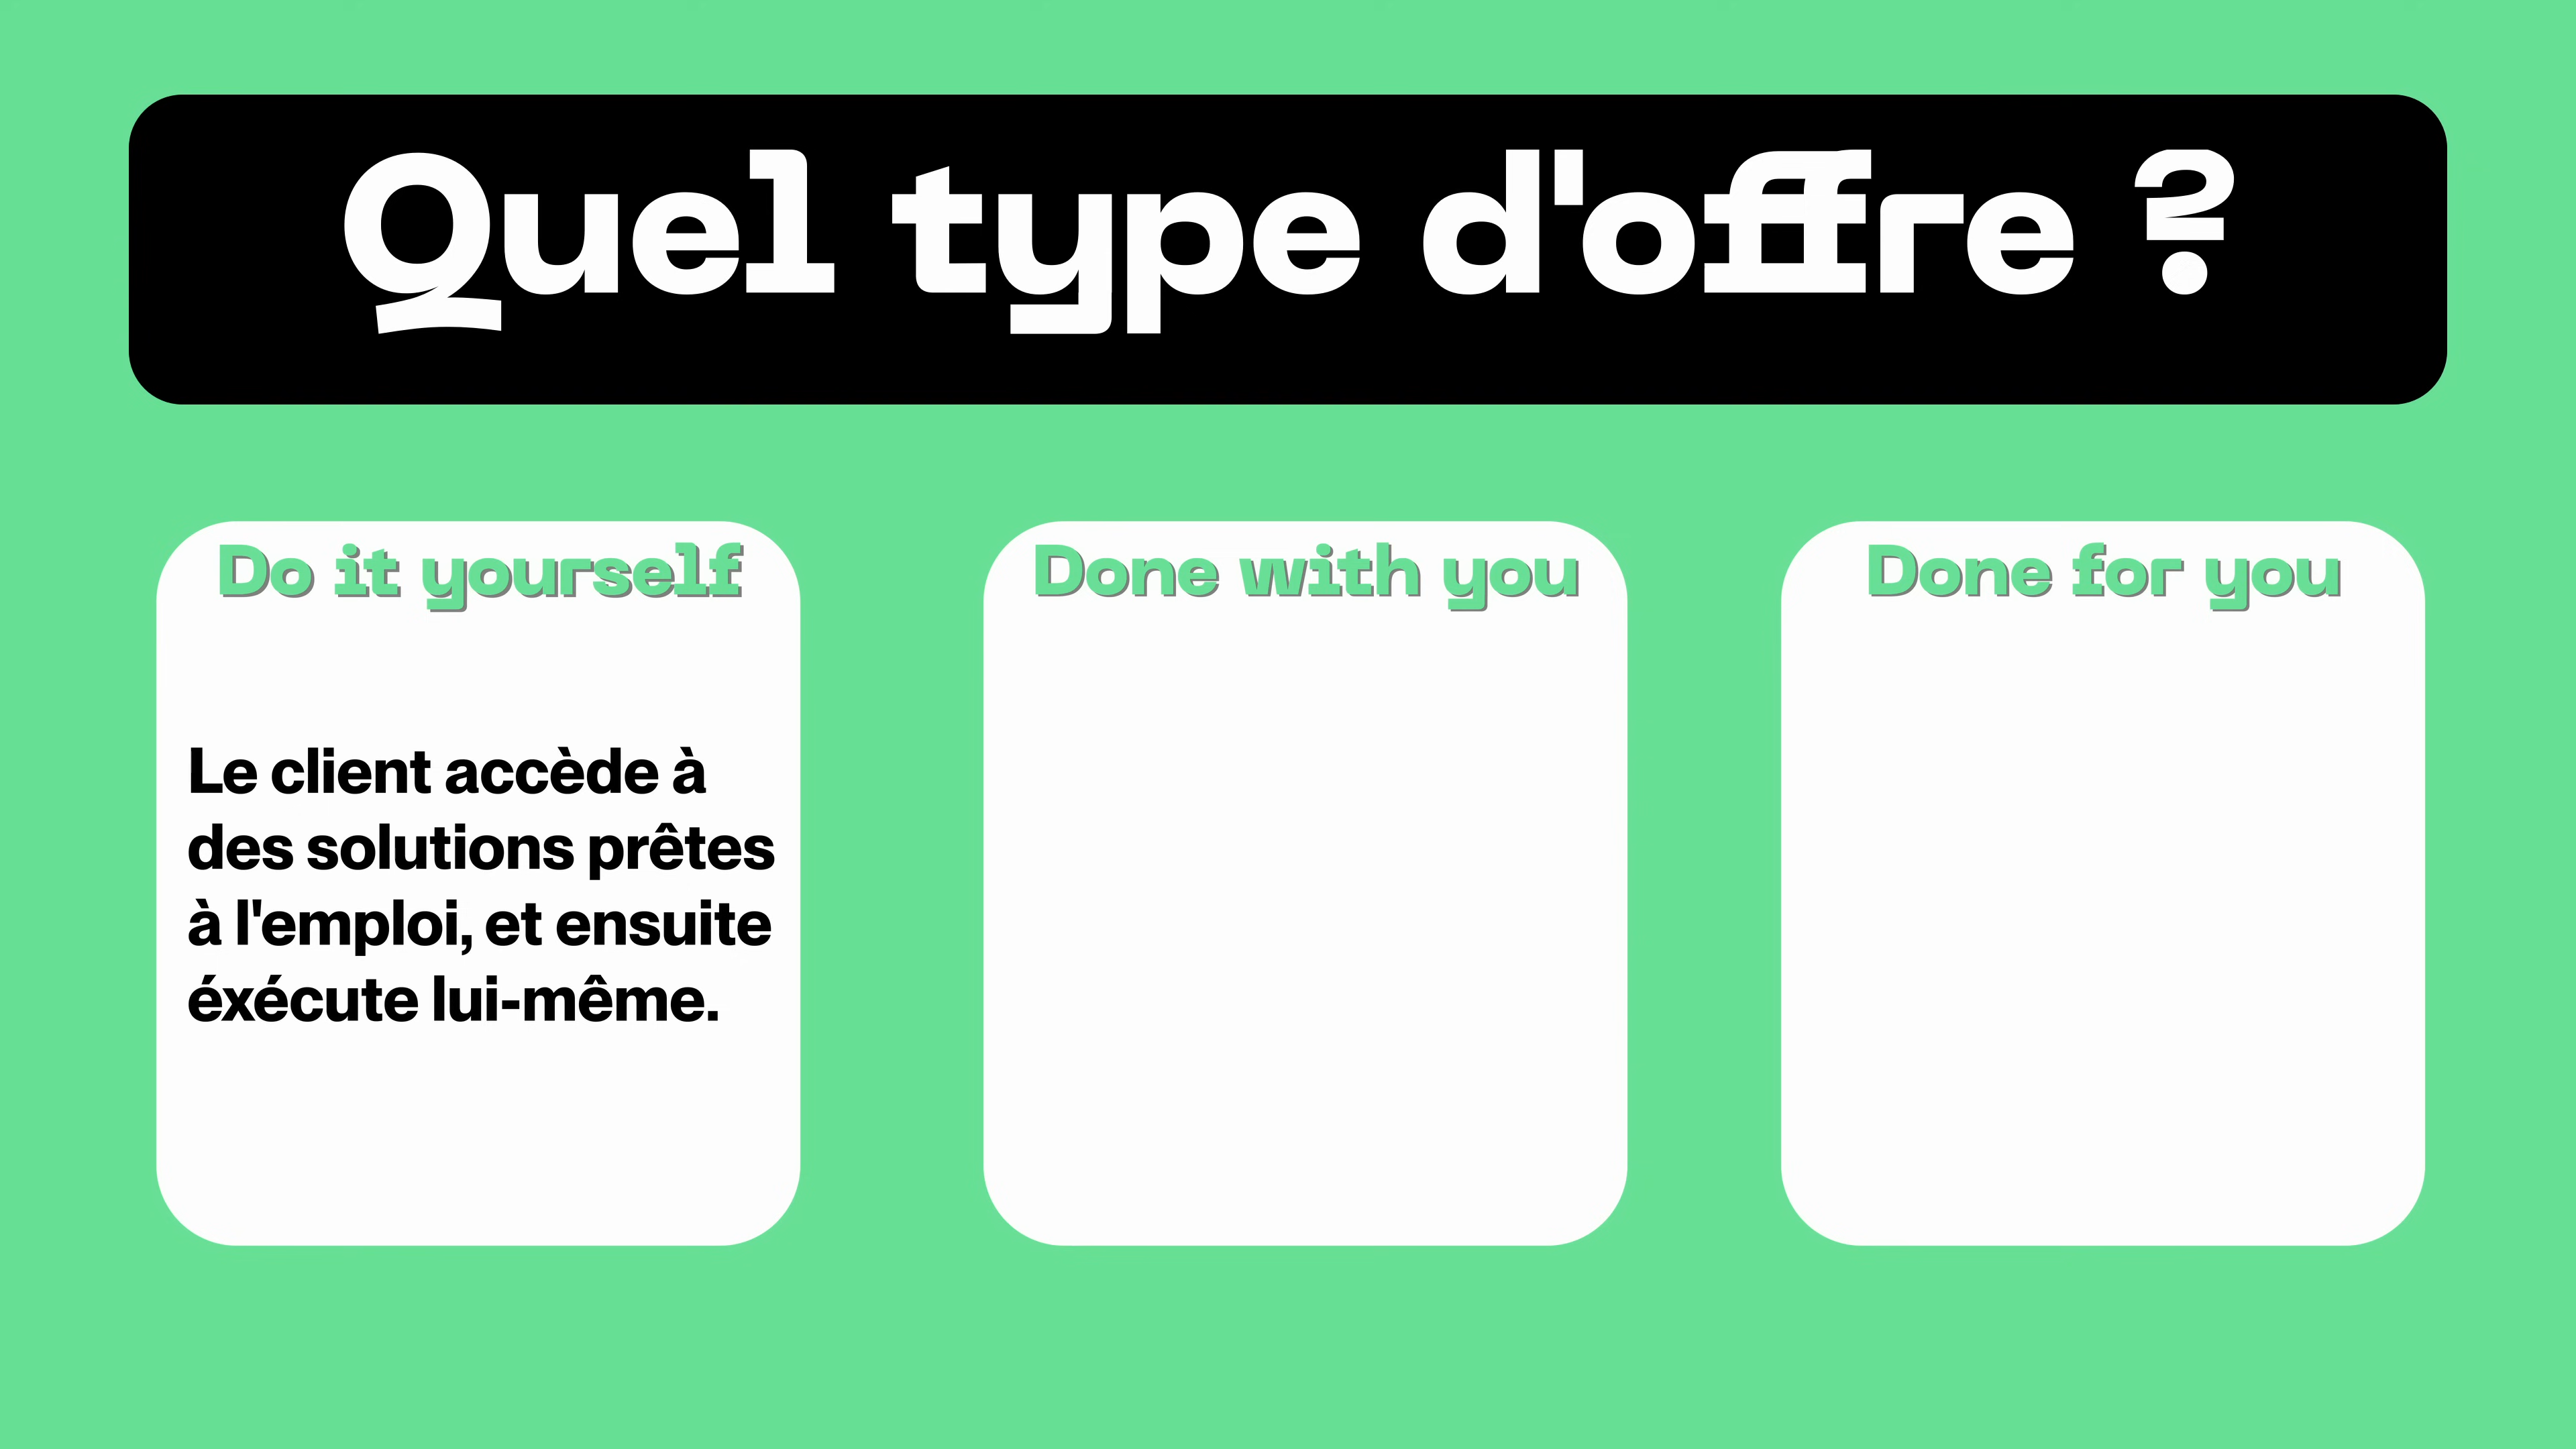 Quel type d'offre ?
Do it yourself
Le client accède à
des solutions prêtes
à l'emploi, et ensuite
éxécute lui-même.
Done with you
Done for you